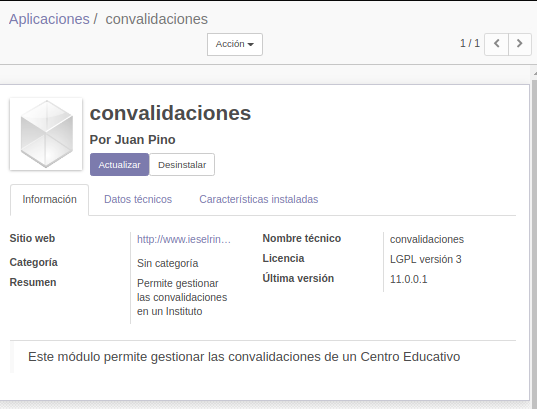 Aplicaciones / convalidaciones
Acción
1 / 1
convalidaciones
Por Juan Pino
Actualizar Desinstalar
Información Datos técnicos Características instaladas
Sitio web http://www.ieselrin… Nombre técnico convalidaciones
Categoría Sin categoría Licencia LGPL versión 3
Resumen Permite gestionar Última versión 11.0.0.1
las convalidaciones
en un Instituto
Este módulo permite gestionar las convalidaciones de un Centro Educativo